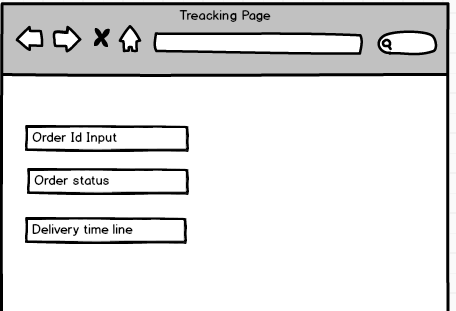 Treacking Page
Order Id Input
Order status
Delivery time line